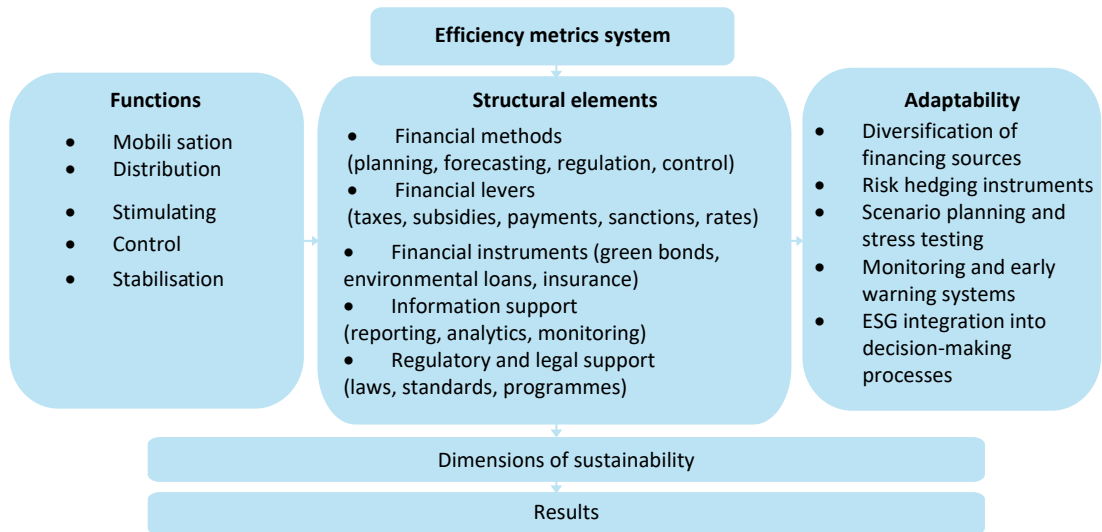 Efficiency metrics system
Functions
• Mobili sation
• Distribution
• Stimulating
• Control
• Stabilisation
Structural elements
• Financial methods
(planning, forecasting, regulation, control)
• Financial levers
(taxes, subsidies, payments, sanctions, rates)
• Financial instruments (green bonds,
environmental loans, insurance)
• Information support
(reporting, analytics, monitoring)
• Regulatory and legal support
(laws, standards, programmes)
Adaptability
• Diversification of
financing sources
• Risk hedging instruments
• Scenario planning and
stress testing
• Monitoring and early
warning systems
• ESG integration into
decision-making
processes
Dimensions of sustainability
Results